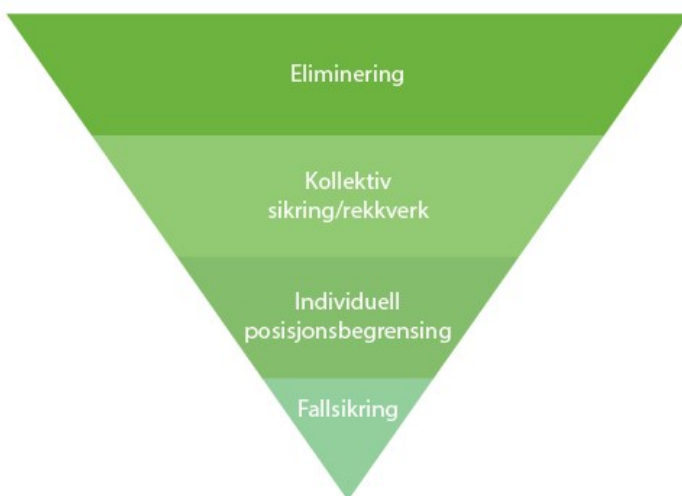 Eliminering
Kollektiv
sikring/rekkverk
Individuell
posisjonsbegrensing
Fallsikring